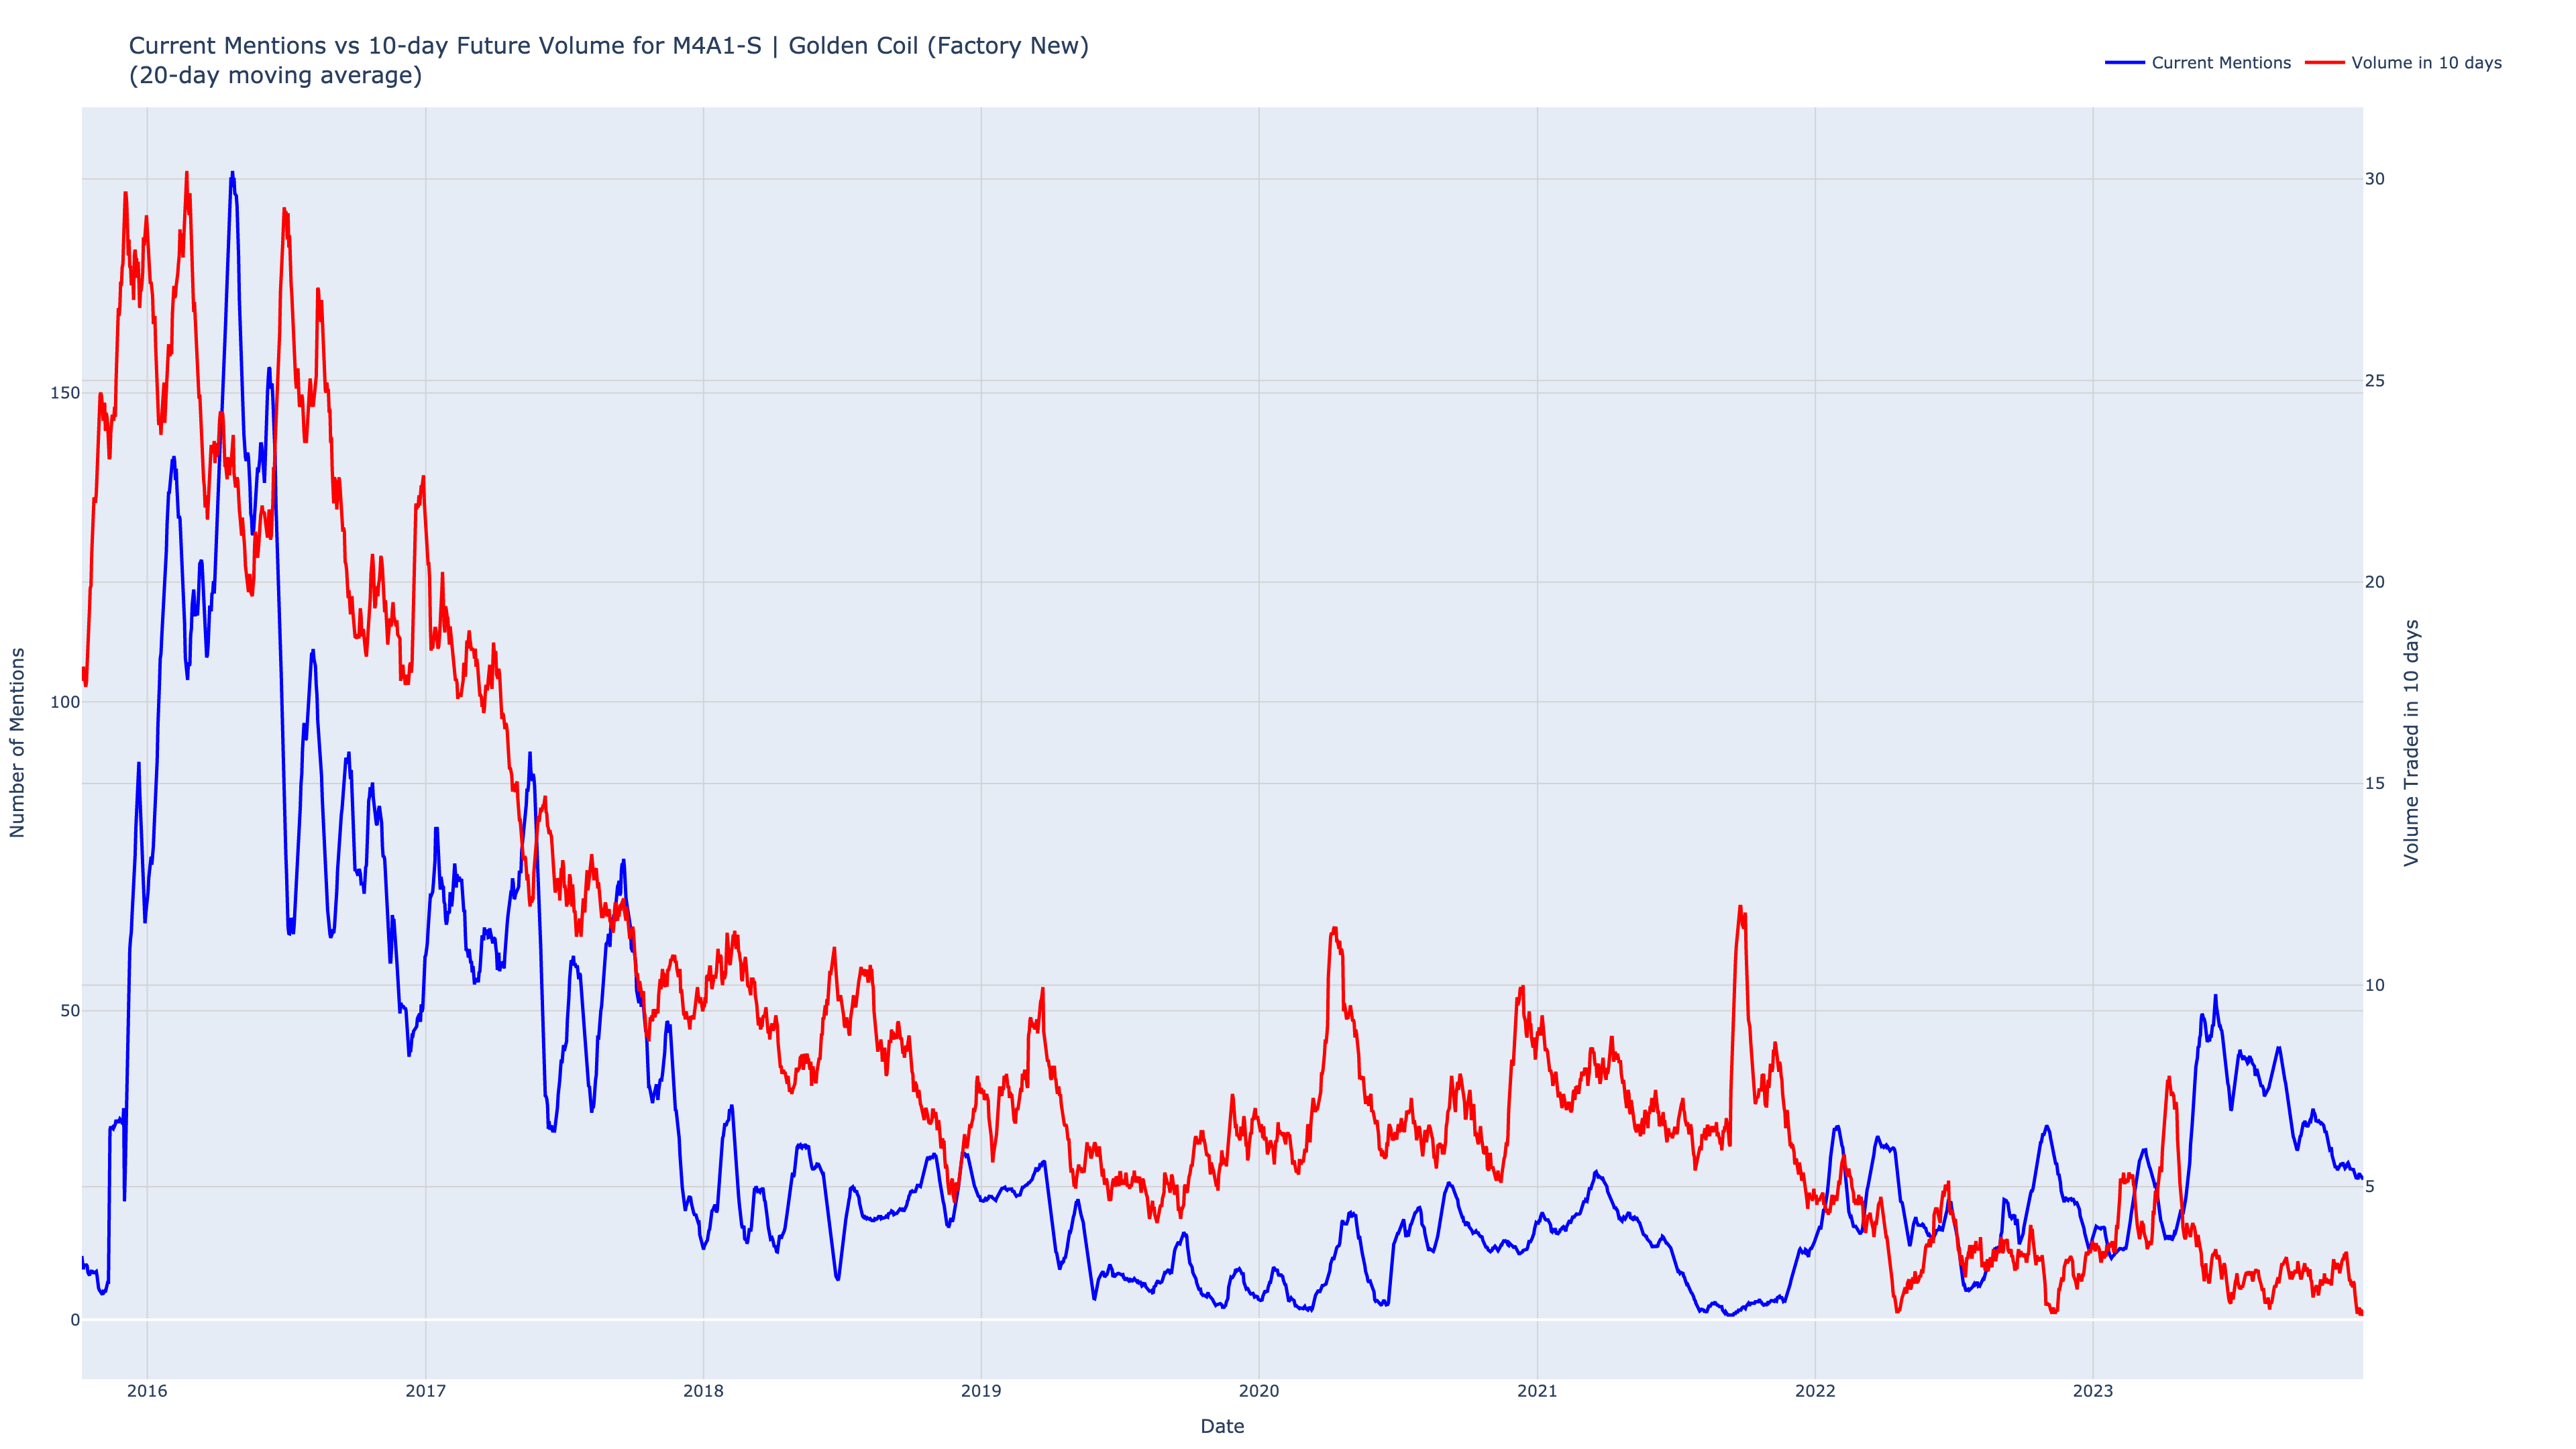 Current Mentions vs 10-day Future Volume for M4A1-S | Golden Coil (Factory New)
(20-day moving average)
Current Mentions
Volume in 10 days
Number of Mentions
150
100
50
0
30
25
20
15
10
5
Volume Traded in 10 days
2016 2017 2018 2019 2020 2021 2022 2023
Date